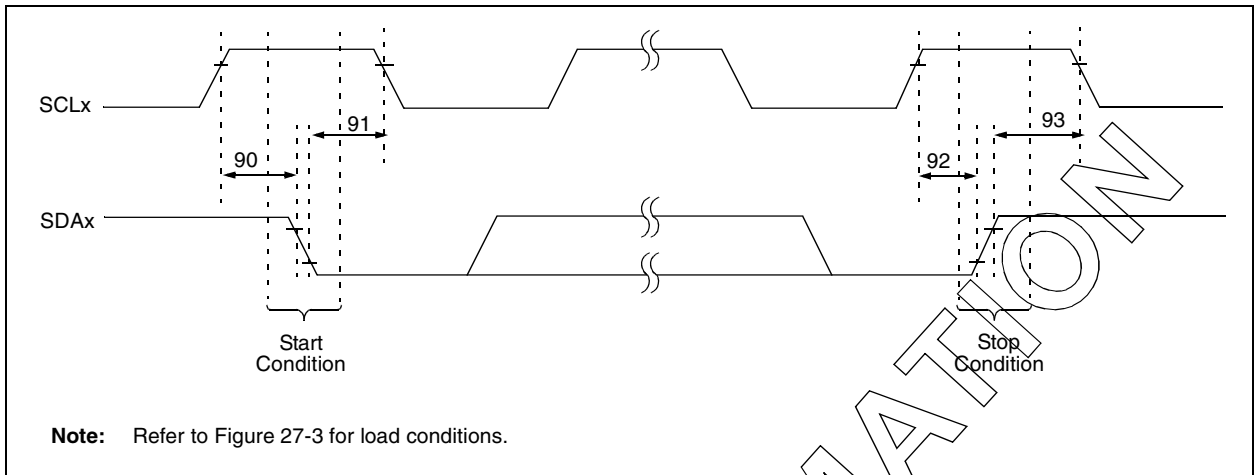 SCLx
91
93
90
92
SDAx
Start
Condition
Stop
Condition
Note: Refer to Figure 27-3 for load conditions.
MATION